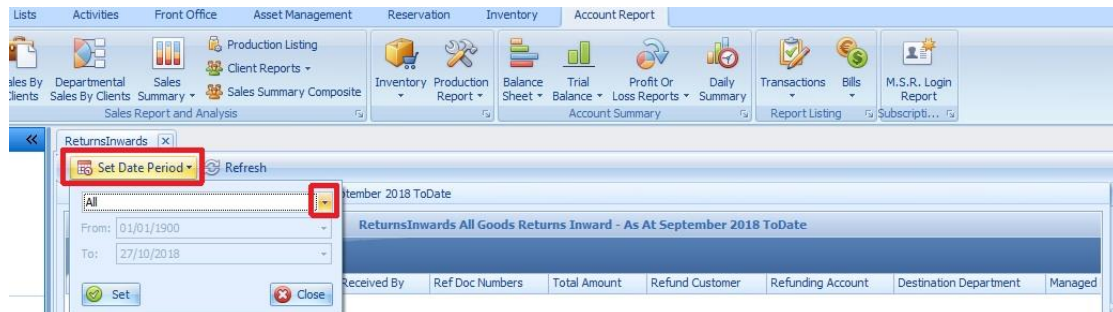 Lists Activities Front Office Asset Management Reservation Inventory Account Report
Production Listing
Client Reports
Sales Summary Composite
ales By Departmental Sales Inventory Production Balance Trial Profit Or Daily Transactions Bills M.S.R. Login
lients Sales By Clients Summary Report Sheet Balance Loss Reports Summary Report
Sales Report and Analysis Account Summary Report Listing Subscripti...
ReturnsInwards
Set Date Period Refresh
All tember 2018 ToDate
From: 01/01/1900 ReturnsInwards All Goods Returns Inward - As At September 2018 ToDate
To: 27/10/2018
Set Close Received By Ref Doc Numbers Total Amount Refund Customer Refunding Account Destination Department Managed